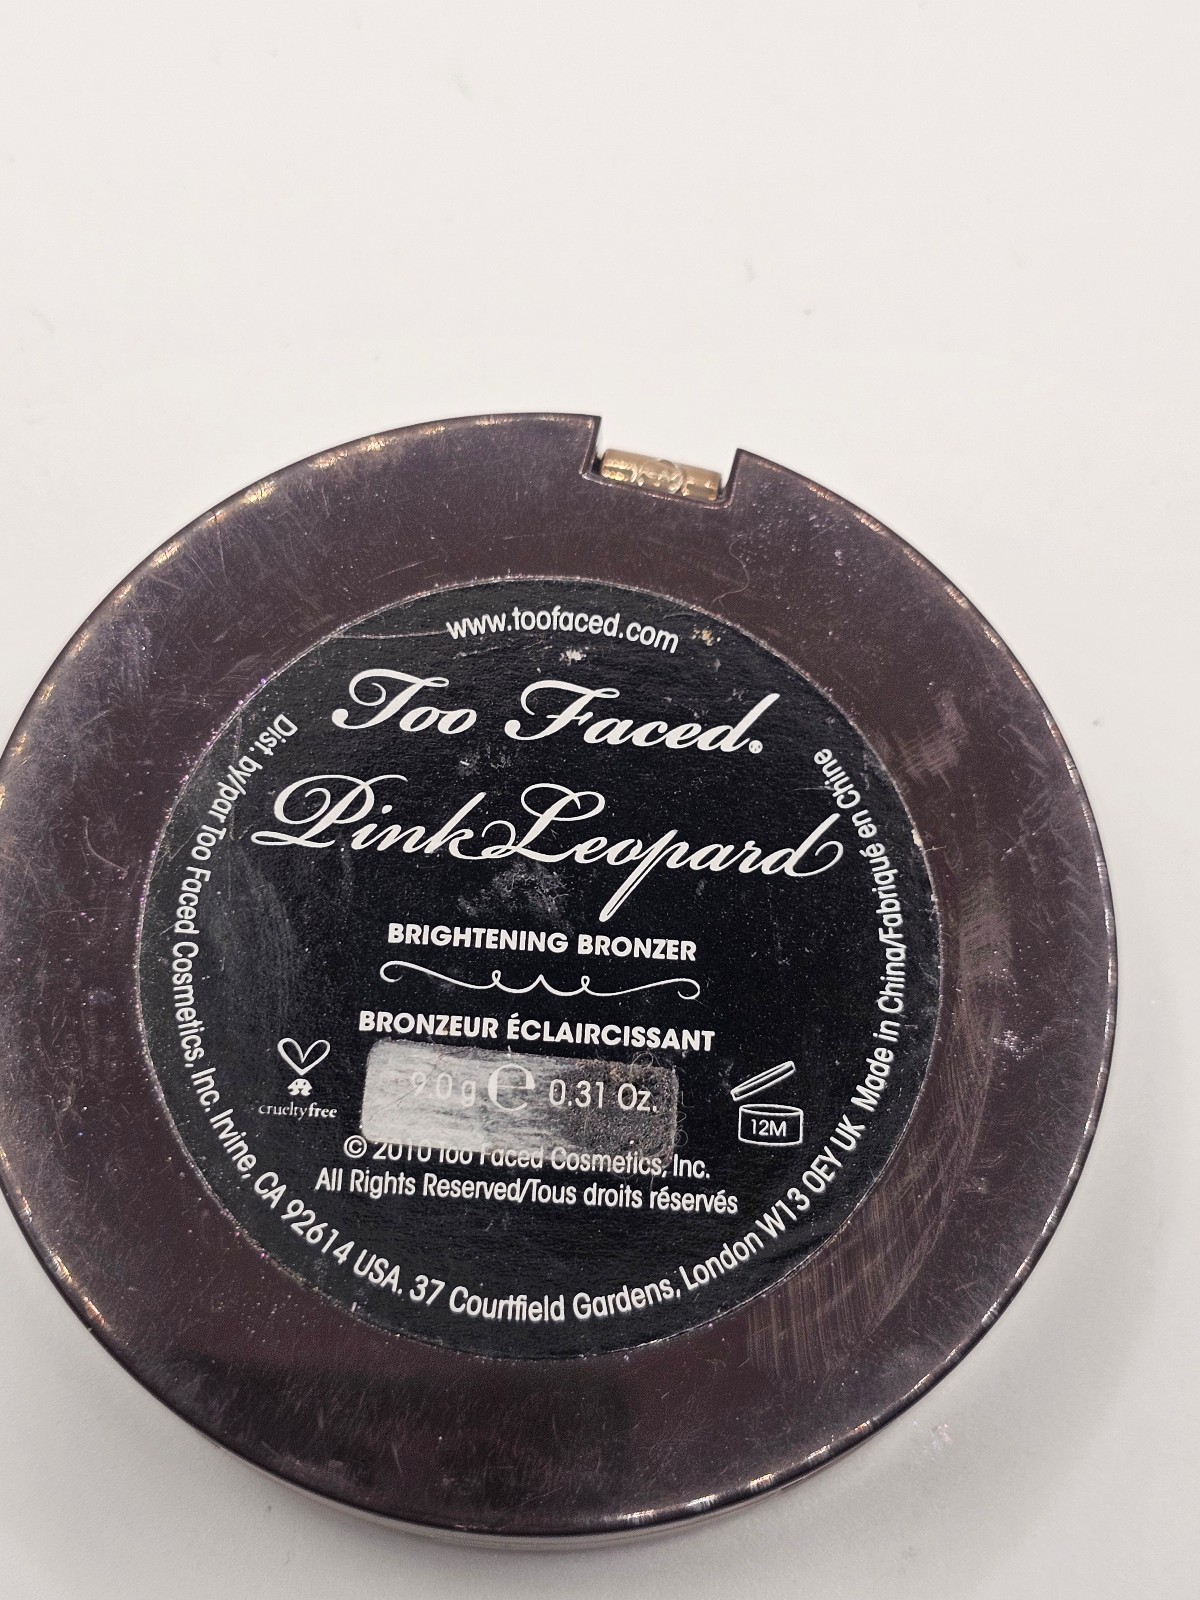 www.toofaced.com
Too Faced®
Pink Leopard
BRIGHTENING BRONZER
BRONZEUR ÉCLAIRCISSANT
9.0 g ℮ 0.31 Oz.
crueltyfree
12M
© 2010 Too Faced Cosmetics, Inc.
All Rights Reserved/Tous droits réservés
Dist. by/par Too Faced Cosmetics, Inc. Irvine, CA 92614 USA. 37 Courtfield Gardens, London W13 0EY UK Made in China/Fabriqué en Chine